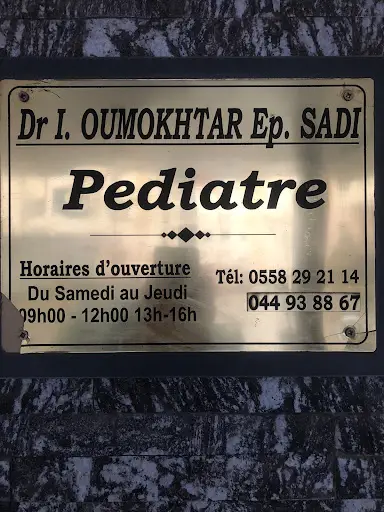 Dr I. OUMOKHTAR Ep. SADI
Pediatre
Horaires d'ouverture
Du Samedi au Jeudi
09h00 - 12h00 13h-16h
Tél: 0558 29 21 14
044 93 88 67